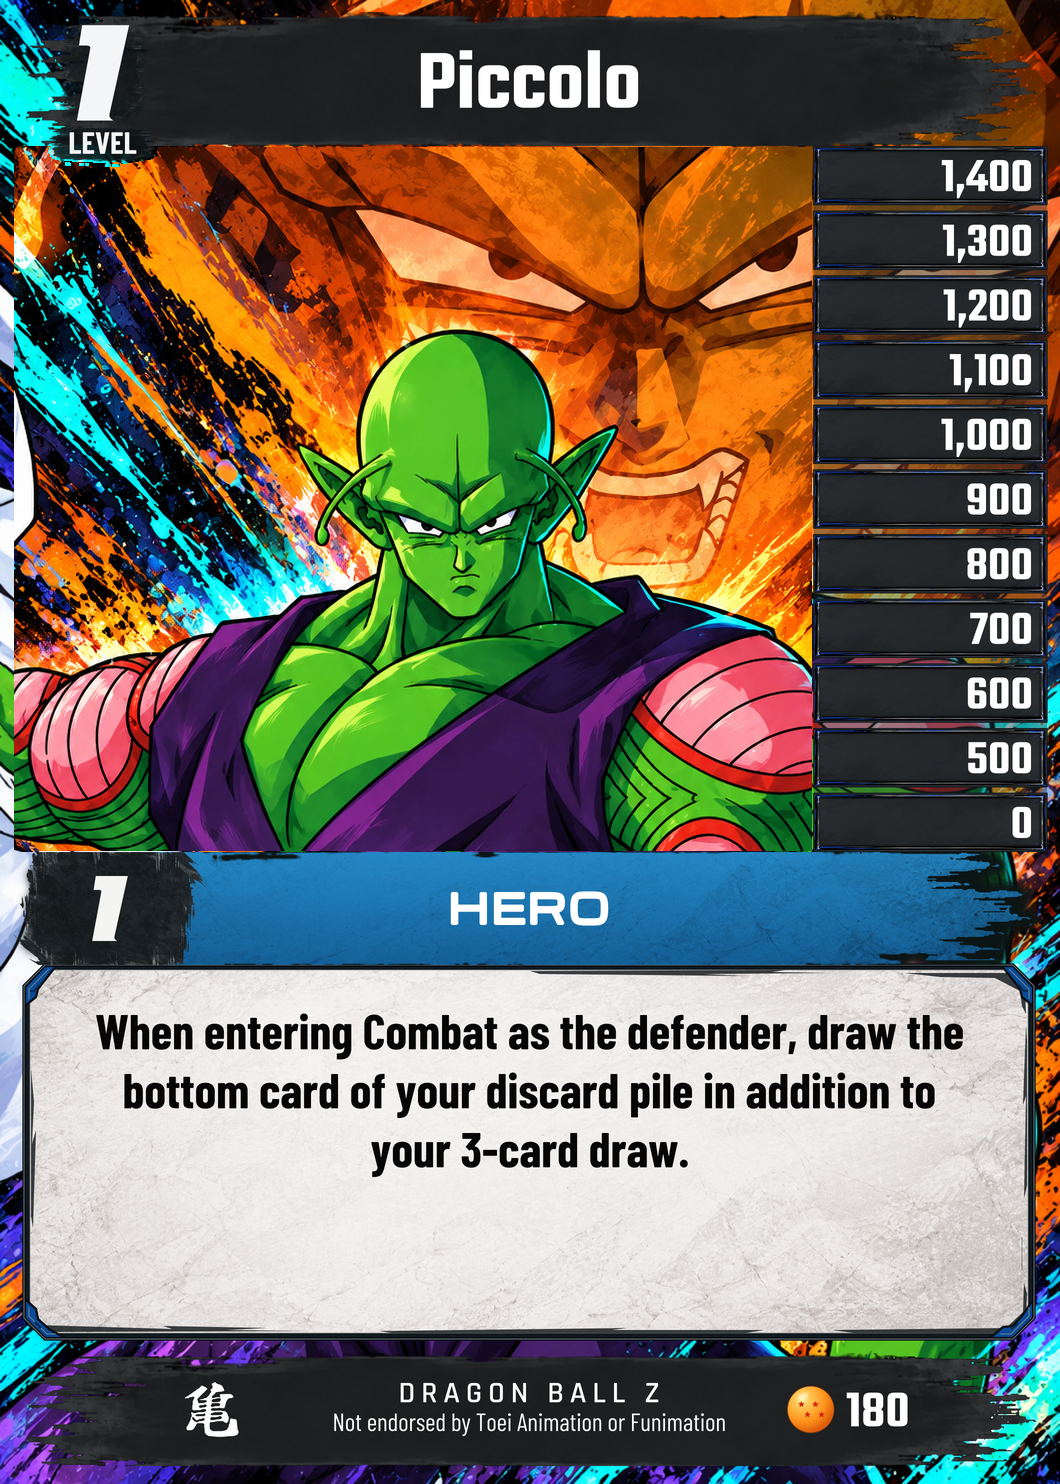 1
LEVEL
Piccolo
1,400
1,300
1,200
1,100
1,000
900
800
700
600
500
0
1
HERO
When entering Combat as the defender, draw the
bottom card of your discard pile in addition to
your 3-card draw.
亀
DRAGON BALL Z
Not endorsed by Toei Animation or Funimation
180